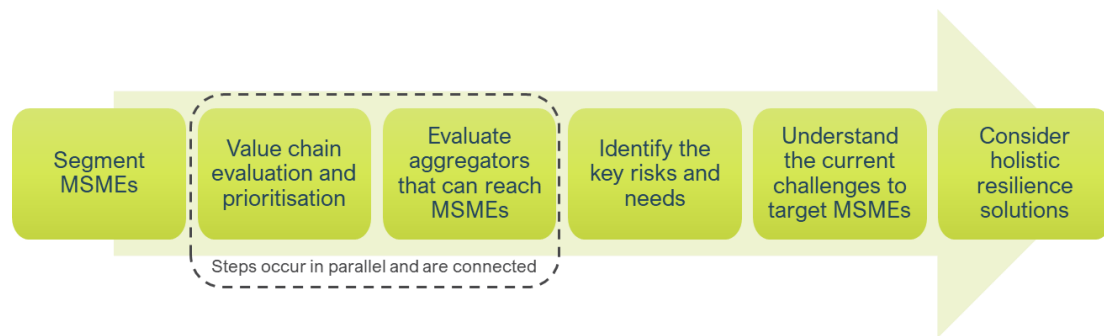 Segment
MSMEs
Value chain
evaluation and
prioritisation
Evaluate
aggregators
that can reach
MSMEs
Identify the
key risks and
needs
Understand
the current
challenges to
target MSMEs
Consider
holistic
resilience
solutions
Steps occur in parallel and are connected